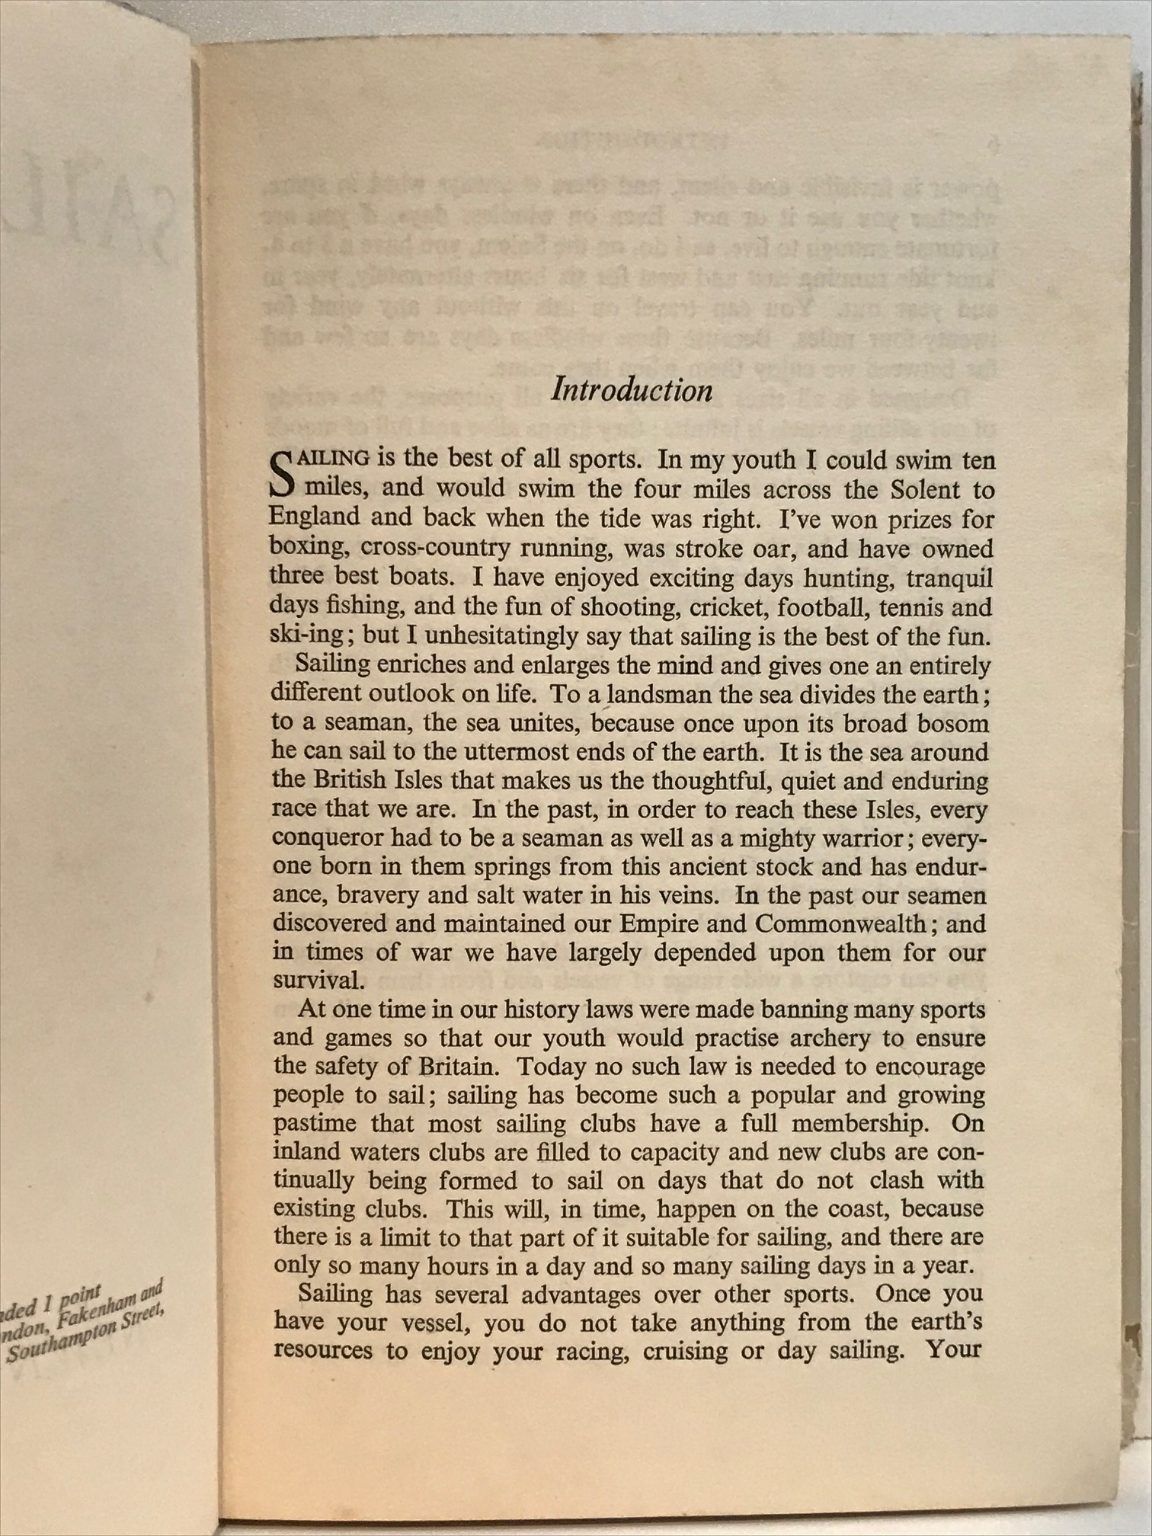 Introduction
SAILING is the best of all sports. In my youth I could swim ten
miles, and would swim the four miles across the Solent to
England and back when the tide was right. I've won prizes for
boxing, cross-country running, was stroke oar, and have owned
three best boats. I have enjoyed exciting days hunting, tranquil
days fishing, and the fun of shooting, cricket, football, tennis and
ski-ing; but I unhesitatingly say that sailing is the best of the fun.
Sailing enriches and enlarges the mind and gives one an entirely
different outlook on life. To a landsman the sea divides the earth;
to a seaman, the sea unites, because once upon its broad bosom
he can sail to the uttermost ends of the earth. It is the sea around
the British Isles that makes us the thoughtful, quiet and enduring
race that we are. In the past, in order to reach these Isles, every
conqueror had to be a seaman as well as a mighty warrior; every-
one born in them springs from this ancient stock and has endur-
ance, bravery and salt water in his veins. In the past our seamen
discovered and maintained our Empire and Commonwealth; and
in times of war we have largely depended upon them for our
survival.
At one time in our history laws were made banning many sports
and games so that our youth would practise archery to ensure
the safety of Britain. Today no such law is needed to encourage
people to sail; sailing has become such a popular and growing
pastime that most sailing clubs have a full membership. On
inland waters clubs are filled to capacity and new clubs are con-
tinually being formed to sail on days that do not clash with
existing clubs. This will, in time, happen on the coast, because
there is a limit to that part of it suitable for sailing, and there are
only so many hours in a day and so many sailing days in a year.
Sailing has several advantages over other sports. Once you
have your vessel, you do not take anything from the earth's
resources to enjoy your racing, cruising or day sailing. Your
1 point
Fakenham and
Southampton Street,